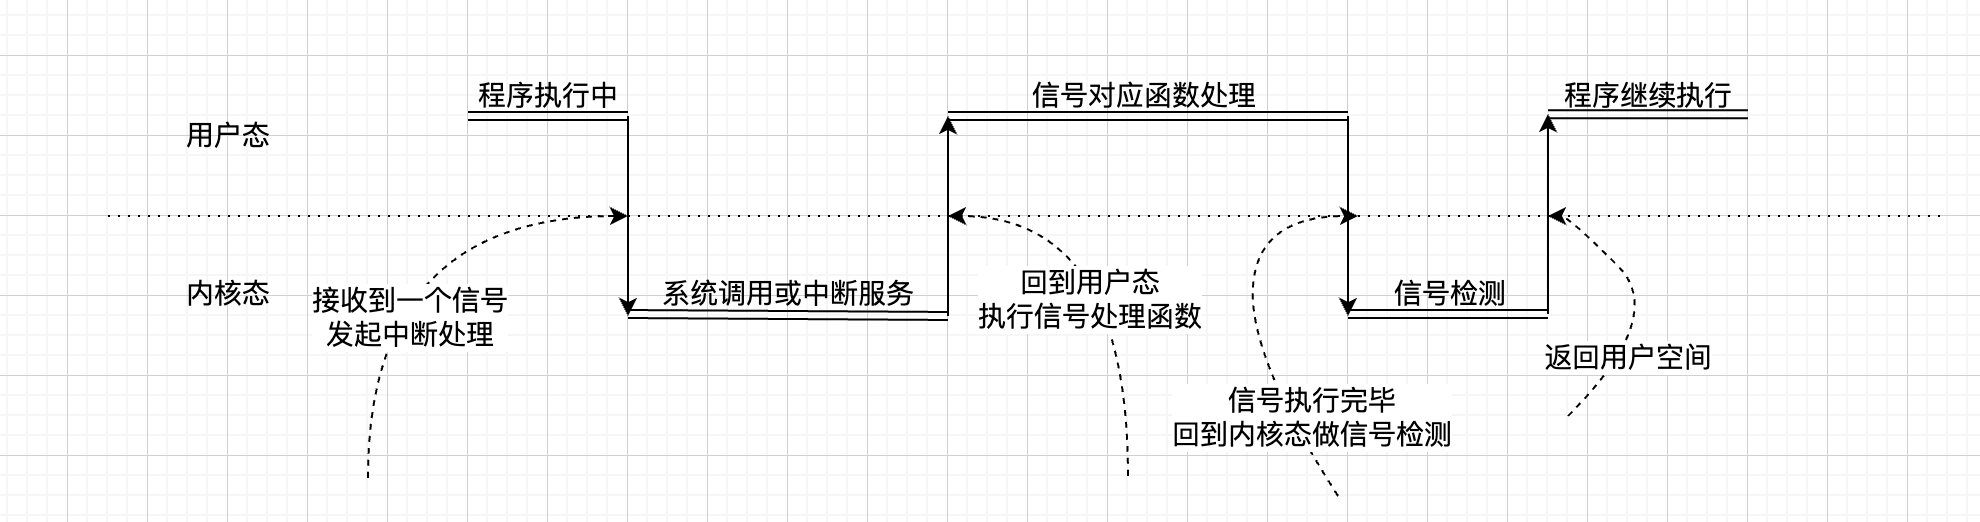 程序执行中
信号对应函数处理
程序继续执行
用户态
内核态
接收到一个信号
发起中断处理
系统调用或中断服务
回到用户态
执行信号处理函数
信号检测
返回用户空间
信号执行完毕
回到内核态做信号检测